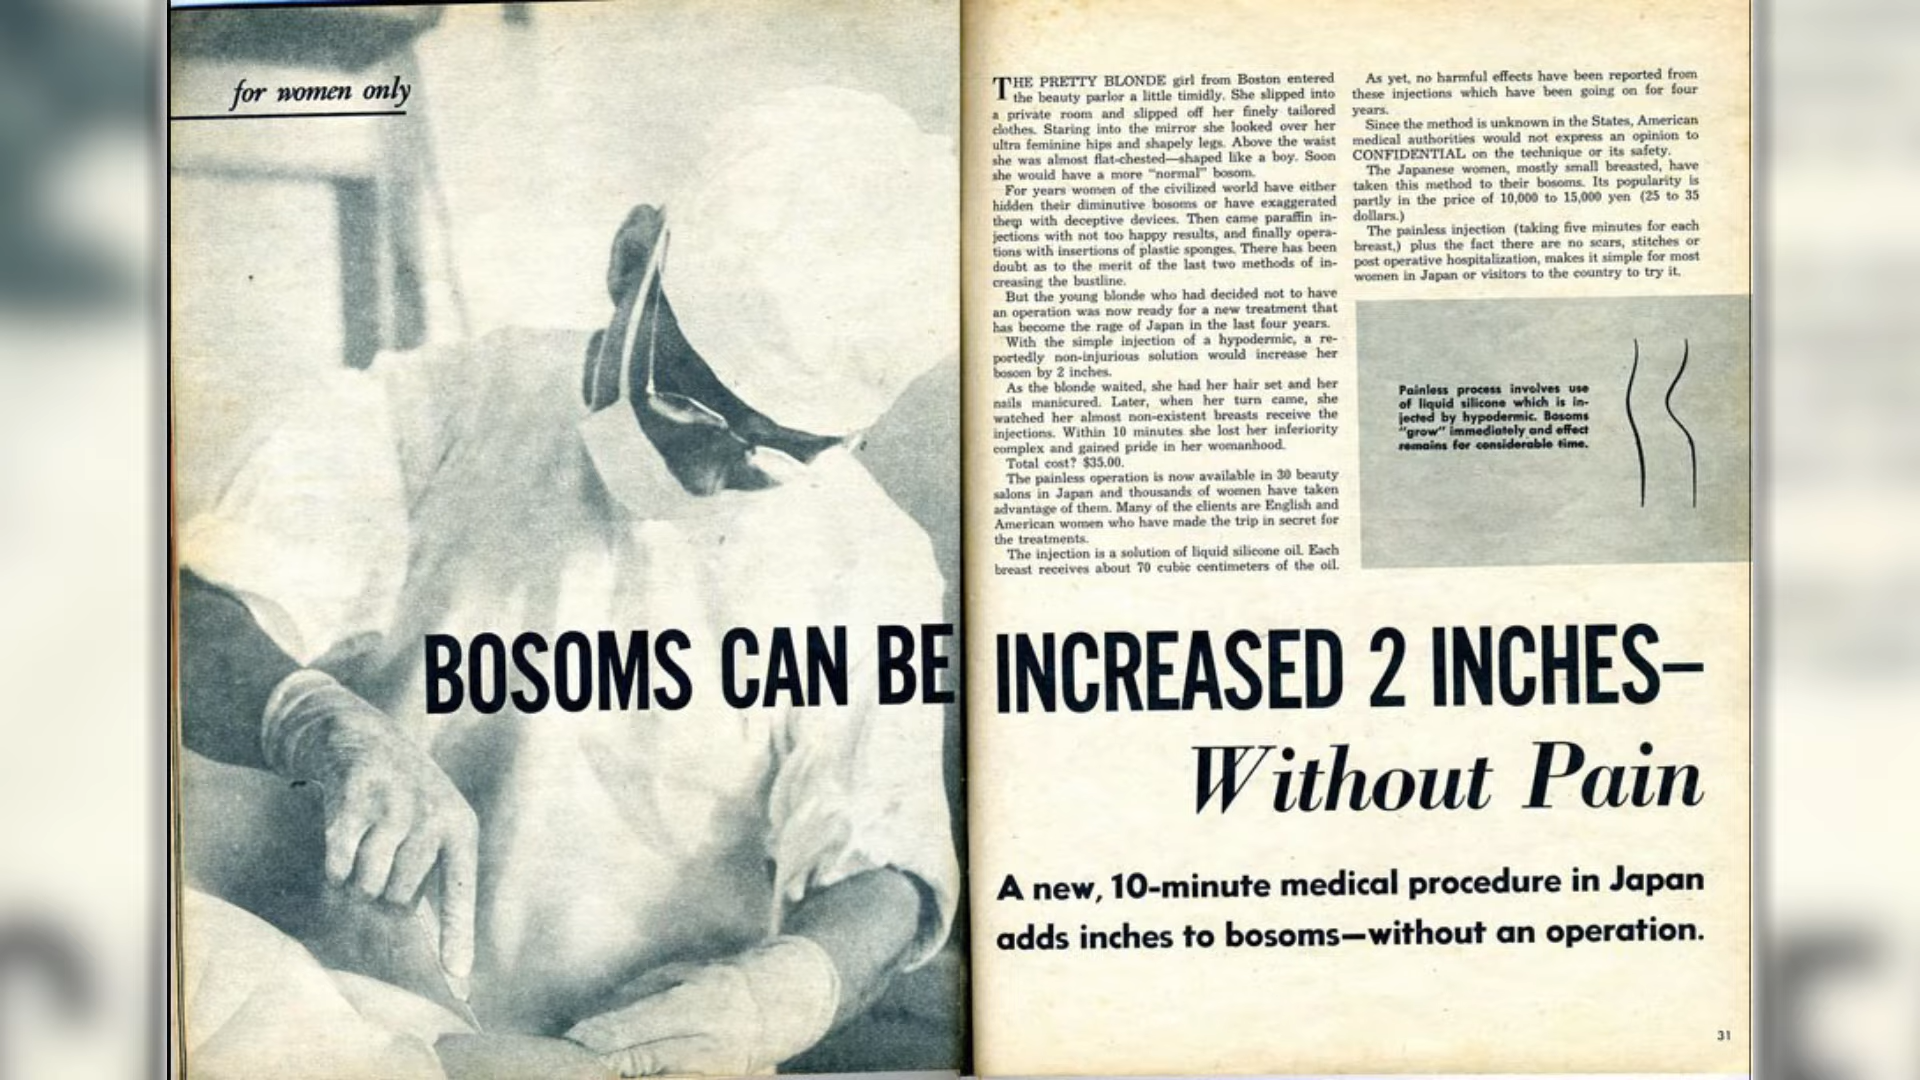 for women only
THE PRETTY BLONDE girl from Boston entered
the beauty parlor a little timidly. She slipped into
a private room and slipped off her finely tailored
clothes. Staring into the mirror she looked over her
ultra feminine hips and shapely legs. Above the waist
she was almost flat-chested—shaped like a boy. Soon
she would have a more "normal" bosom.
For years women of the civilized world have either
hidden their diminutive bosoms or have exaggerated
them with deceptive devices. Then came paraffin in-
jections with not too happy results, and finally opera-
tions with insertions of plastic sponges. There has been
doubt as to the merit of the last two methods of in-
creasing the bustline.
But the young blonde who had decided not to have
an operation was now ready for a new treatment that
has become the rage of Japan in the last four years.
With the simple injection of a hypodermic, a re-
portedly non-injurious solution would increase her
bosom by 2 inches.
As the blonde waited, she had her hair set and her
nails manicured. Later, when her turn came, she
watched her almost non-existent breasts receive the
injections. Within 10 minutes she lost her inferiority
complex and gained pride in her womanhood.
Total cost? $35.00.
The painless operation is now available in 30 beauty
salons in Japan and thousands of women have taken
advantage of them. Many of the clients are English and
American women who have made the trip in secret for
the treatments.
The injection is a solution of liquid silicone oil. Each
breast receives about 70 cubic centimeters of the oil.
As yet, no harmful effects have been reported from
these injections which have been going on for four
years.
Since the method is unknown in the States, American
medical authorities would not express an opinion to
CONFIDENTIAL on the technique or its safety.
The Japanese women, mostly small breasted, have
taken this method to their bosoms. Its popularity is
partly in the price of 10,000 to 15,000 yen (25 to 35
dollars.)
The painless injection (taking five minutes for each
breast,) plus the fact there are no scars, stitches or
post operative hospitalization, makes it simple for most
women in Japan or visitors to the country to try it.
Painless process involves use
of liquid silicone which is in-
jected by hypodermic. Bosoms
"grow" immediately and effect
remains for considerable time.
BOSOMS CAN BE INCREASED 2 INCHES—
Without Pain
A new, 10-minute medical procedure in Japan
adds inches to bosoms—without an operation.
31